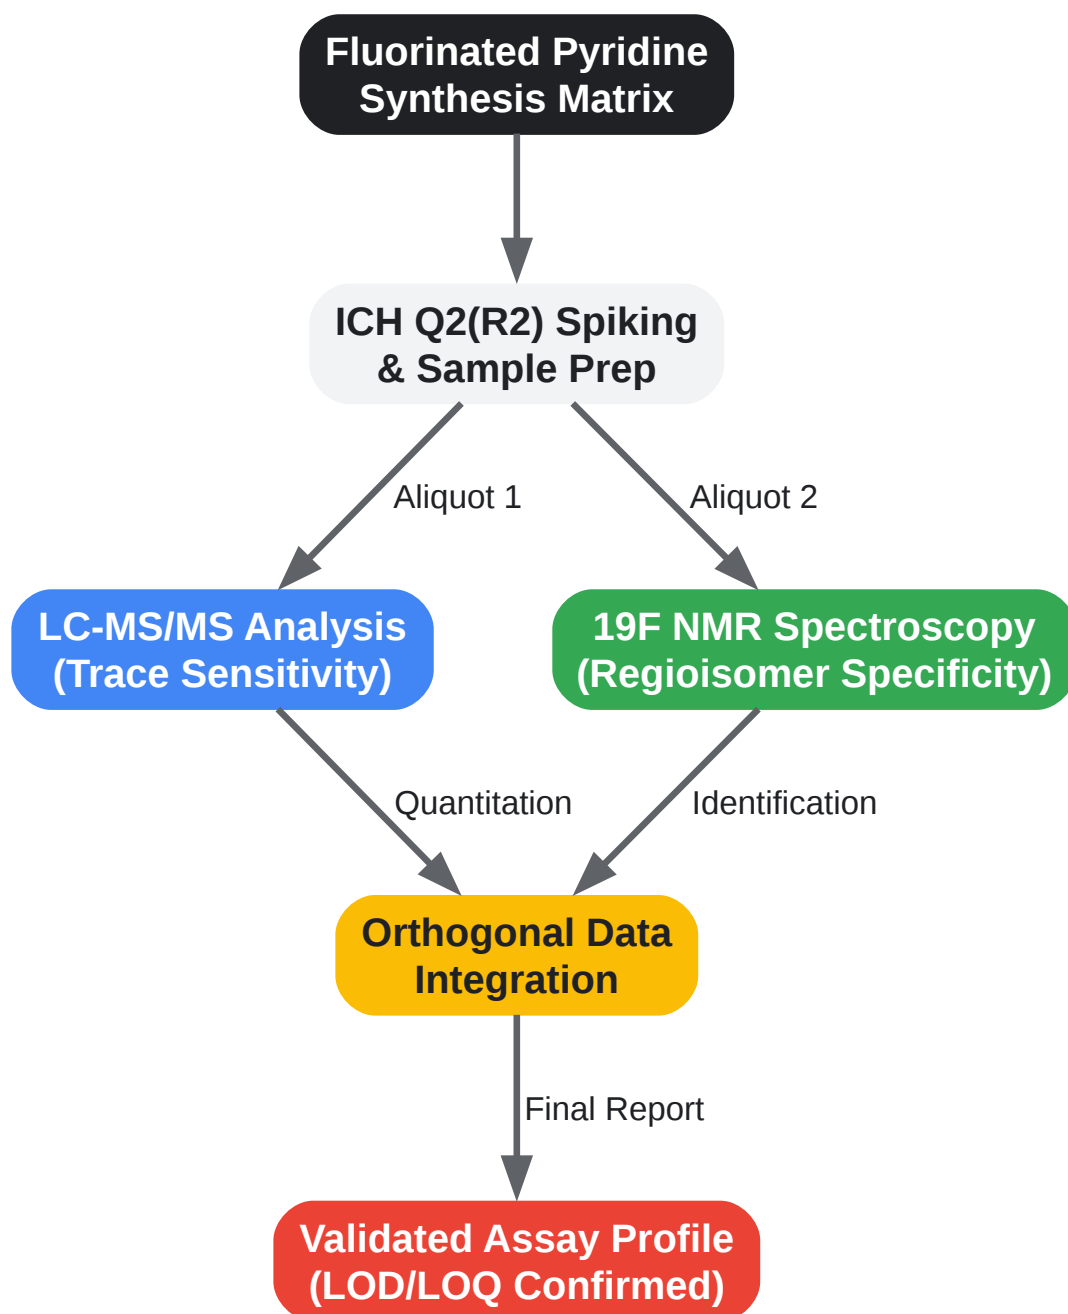 Fluorinated Pyridine
Synthesis Matrix
ICH Q2(R2) Spiking
& Sample Prep
Aliquot 1
Aliquot 2
LC-MS/MS Analysis
(Trace Sensitivity)
19F NMR Spectroscopy
(Regioisomer Specificity)
Quantitation
Identification
Orthogonal Data
Integration
Final Report
Validated Assay Profile
(LOD/LOQ Confirmed)